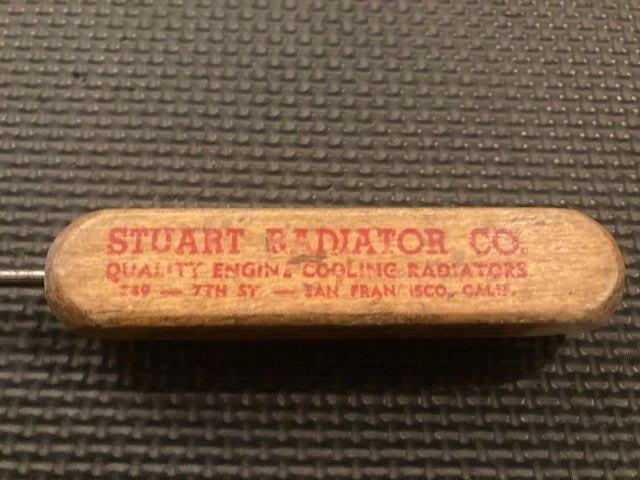 STUART RADIATOR CO.
QUALITY ENGINE COOLING RADIATORS
— 7TH ST. — SAN FRANCISCO, CALIF.